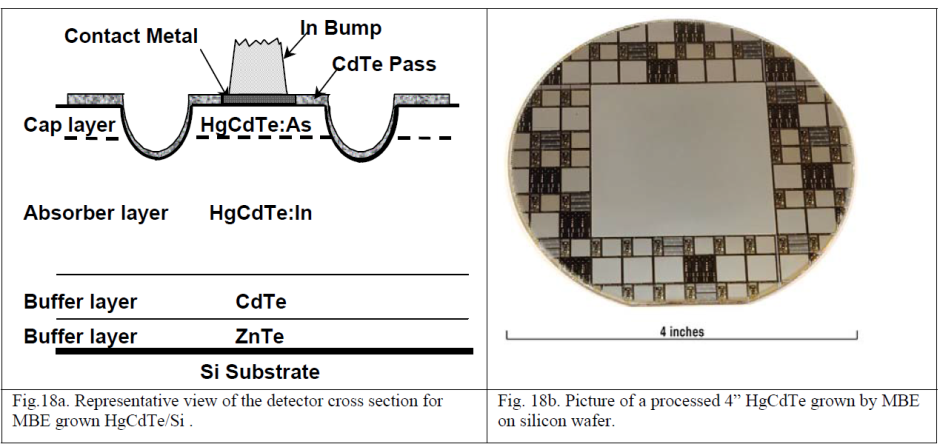 In Bump
Contact Metal
CdTe Pass
Cap layer HgCdTe:As
Absorber layer HgCdTe:In
Buffer layer CdTe
Buffer layer ZnTe
Si Substrate
4 inches
Fig.18a. Representative view of the detector cross section for
MBE grown HgCdTe/Si .
Fig. 18b. Picture of a processed 4” HgCdTe grown by MBE
on silicon wafer.